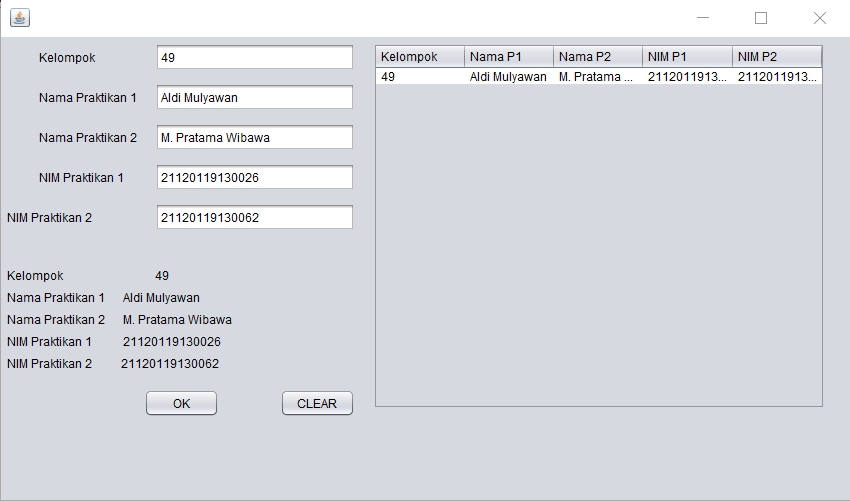 Kelompok 49
Nama Praktikan 1 Aldi Mulyawan
Nama Praktikan 2 M. Pratama Wibawa
NIM Praktikan 1 21120119130026
NIM Praktikan 2 21120119130062
Kelompok 49
Nama Praktikan 1 Aldi Mulyawan
Nama Praktikan 2 M. Pratama Wibawa
NIM Praktikan 1 21120119130026
NIM Praktikan 2 21120119130062
OK CLEAR
Kelompok Nama P1 Nama P2 NIM P1 NIM P2
49 Aldi Mulyawan M. Pratama ...2112011913... 2112011913...